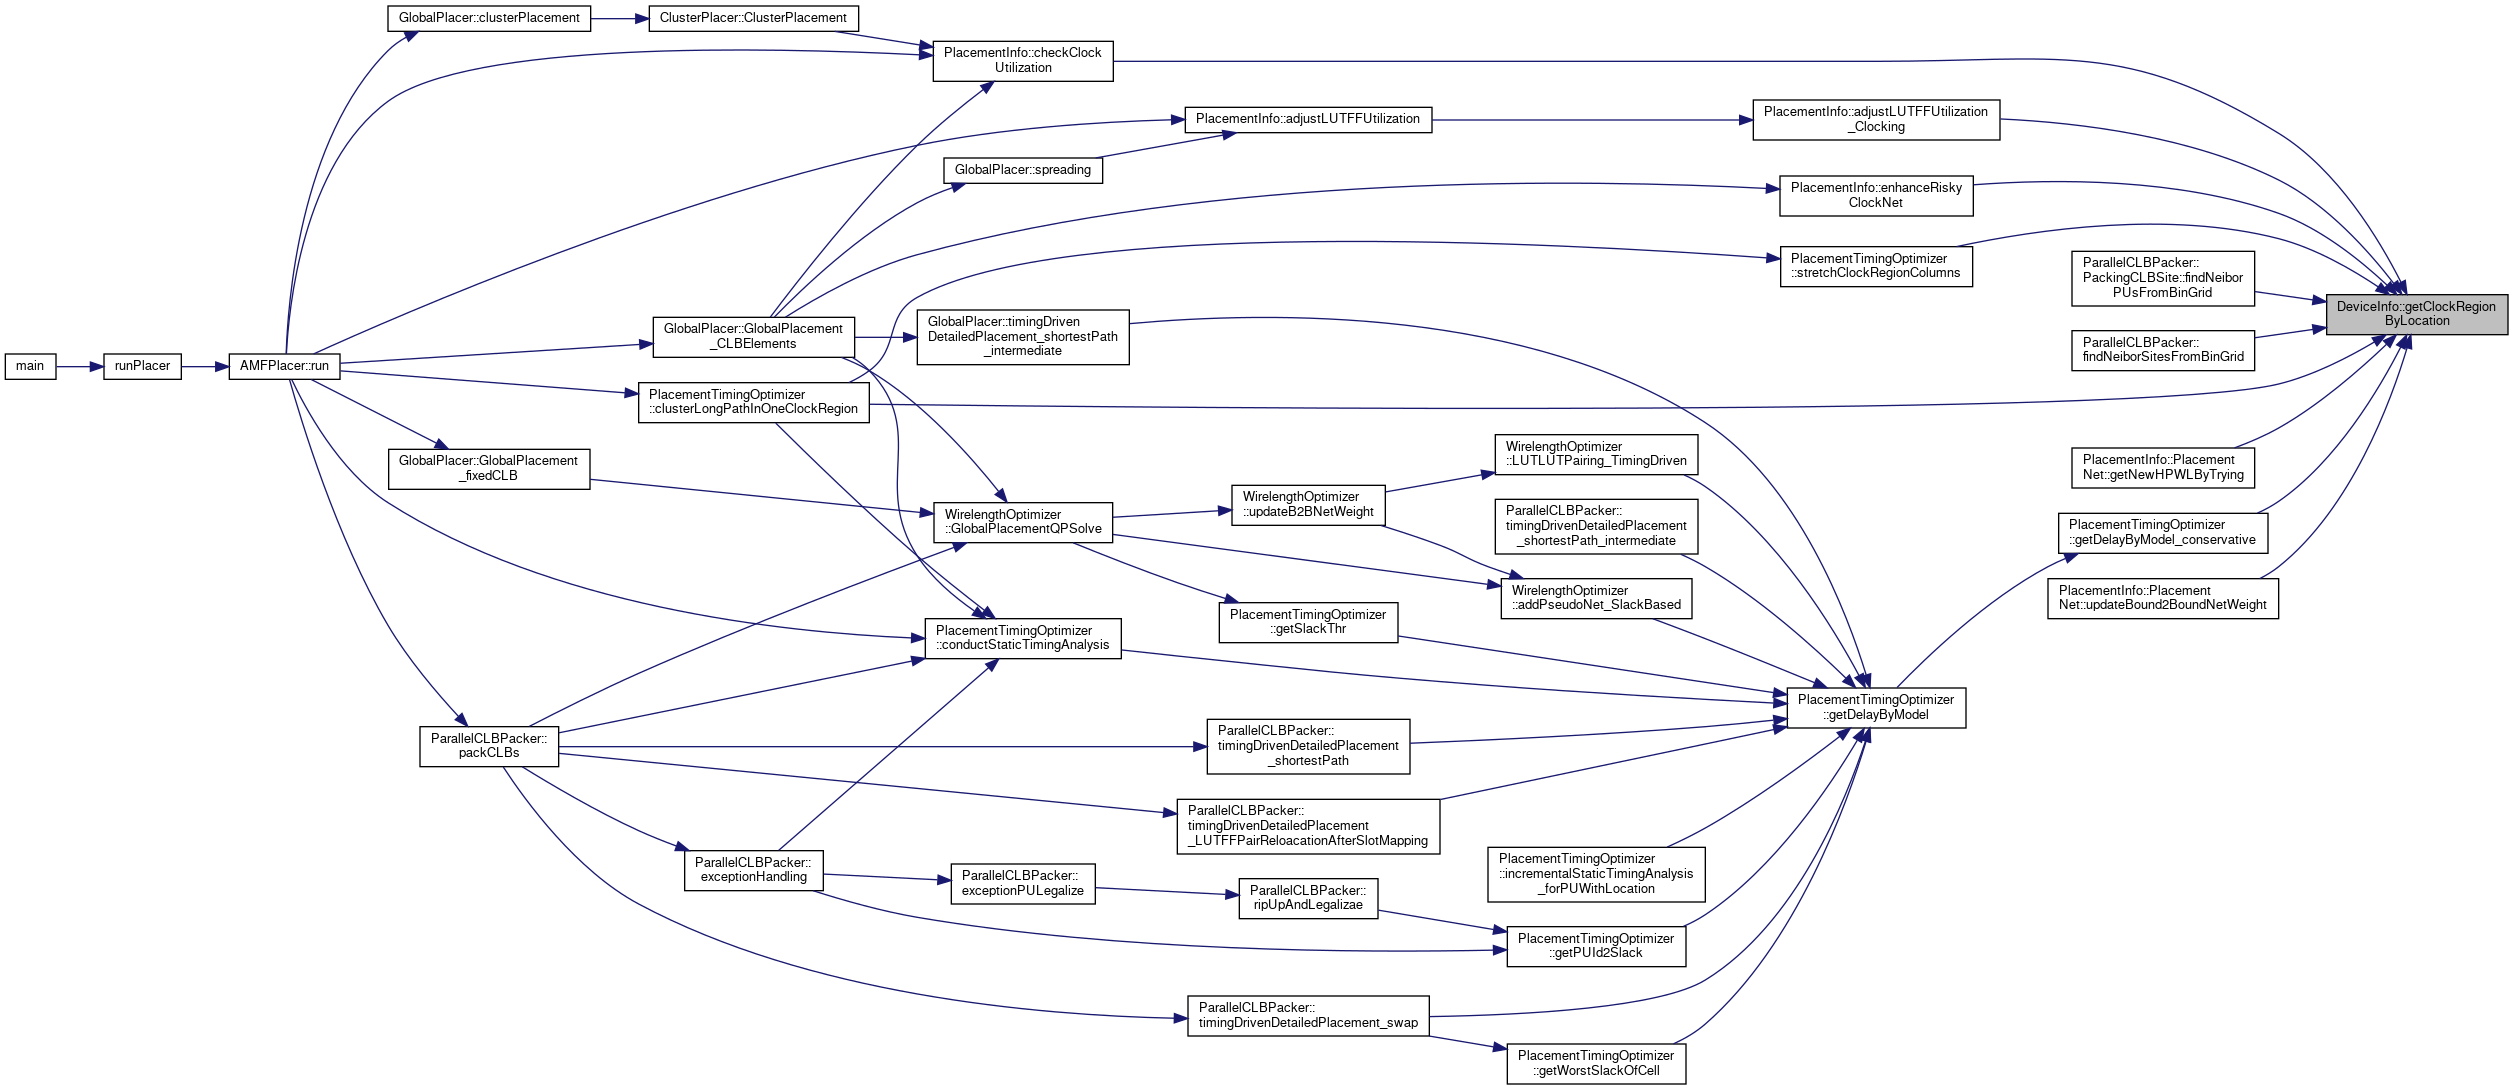 GlobalPlacer::clusterPlacement
ClusterPlacer::ClusterPlacement
PlacementInfo::checkClock
Utilization
PlacementInfo::adjustLUTFFUtilization
PlacementInfo::adjustLUTFFUtilization
_Clocking
GlobalPlacer::spreading
PlacementInfo::enhanceRisky
ClockNet
PlacementTimingOptimizer
::stretchClockRegionColumns
ParallelCLBPacker::
PackingCLBSite::findNeibor
PUsFromBinGrid
DeviceInfo::getClockRegion
ByLocation
ParallelCLBPacker::
findNeiborSitesFromBinGrid
GlobalPlacer::GlobalPlacement
_CLBElements
GlobalPlacer::timingDriven
DetailedPlacement_shortestPath
_intermediate
main
runPlacer
AMFPlacer::run
PlacementTimingOptimizer
::clusterLongPathInOneClockRegion
GlobalPlacer::GlobalPlacement
_fixedCLB
WirelengthOptimizer
::LUTLUTPairing_TimingDriven
PlacementInfo::Placement
Net::getNewHPWLByTrying
WirelengthOptimizer
::GlobalPlacementQPSolve
WirelengthOptimizer
::updateB2BNetWeight
ParallelCLBPacker::
timingDrivenDetailedPlacement
_shortestPath_intermediate
PlacementTimingOptimizer
::getDelayByModel_conservative
PlacementTimingOptimizer
::getSlackThr
WirelengthOptimizer
::addPseudoNet_SlackBased
PlacementInfo::Placement
Net::updateBound2BoundNetWeight
PlacementTimingOptimizer
::conductStaticTimingAnalysis
PlacementTimingOptimizer
::getDelayByModel
ParallelCLBPacker::
packCLBs
ParallelCLBPacker::
timingDrivenDetailedPlacement
_shortestPath
ParallelCLBPacker::
timingDrivenDetailedPlacement
_LUTFFPairReloacationAfterSlotMapping
ParallelCLBPacker::
exceptionHandling
ParallelCLBPacker::
exceptionPULegalize
ParallelCLBPacker::
ripUpAndLegalizae
PlacementTimingOptimizer
::incrementalStaticTimingAnalysis
_forPUWithLocation
PlacementTimingOptimizer
::getPUId2Slack
ParallelCLBPacker::
timingDrivenDetailedPlacement_swap
PlacementTimingOptimizer
::getWorstSlackOfCell